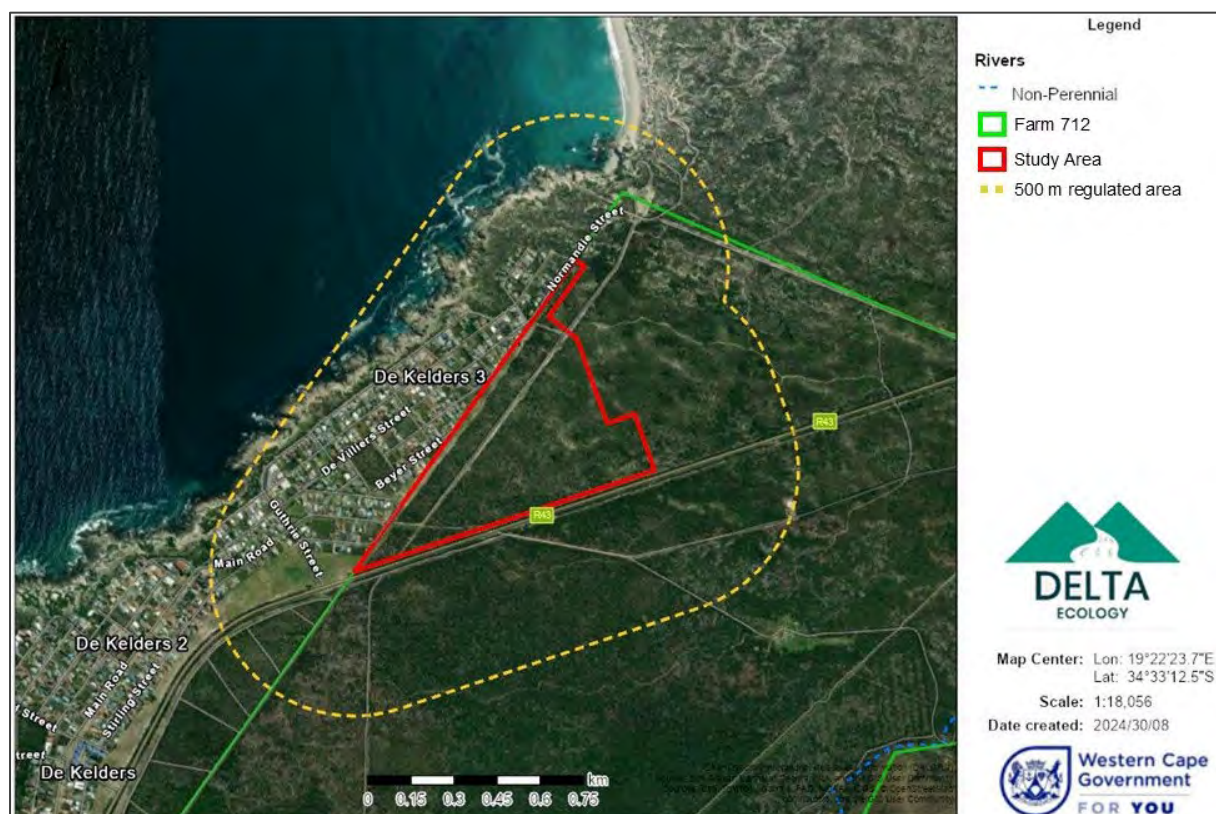 Normandie Street
De Kelders 3
De Villiers Street
Beyer Street
R43
R43
Guthrie Street
Main Road
De Kelders 2
Main Road
Stirling Street
Street
De Kelders
km
0 0.15 0.3 0.45 0.6 0.75
Legend
Rivers
Non-Perennial
Farm 712
Study Area
500 m regulated area
DELTA
ECOLOGY
Map Center: Lon: 19°22'23.7"E
Lat: 34°33'12.5"S
Scale: 1:18,056
Date created: 2024/30/08
Western Cape
Government
FOR YOU